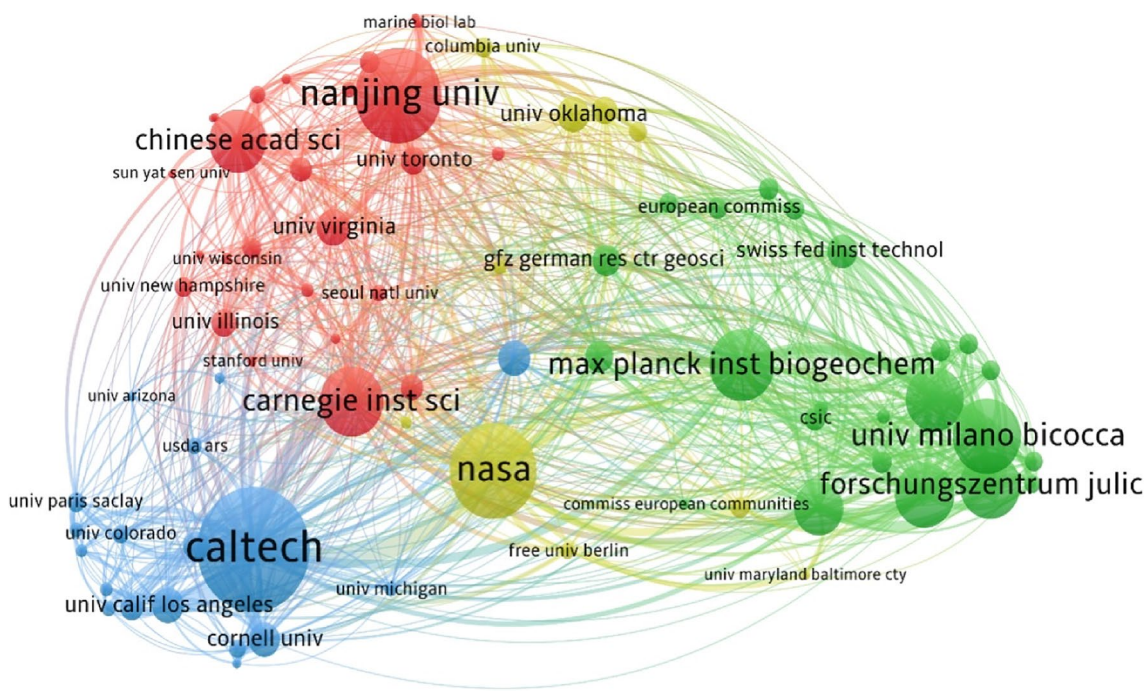 marine biol lab
columbia univ
nanjing univ
univ oklahoma
chinese acad sci
univ toronto
sun yat sen univ
european commiss
univ virginia
swiss fed inst technol
univ wisconsin
gfz german res ctr geosci
univ new hampshire
seoul natl univ
univ illinois
stanford univ
max planck inst biogeochem
univ arizona
carnegie inst sci
csic
univ milano bicocca
usda ars
nasa
forschungszentrum julic
univ paris saclay
commiss european communities
univ colorado
caltech
free univ berlin
univ maryland baltimore cty
univ michigan
univ calif los angeles
cornell univ